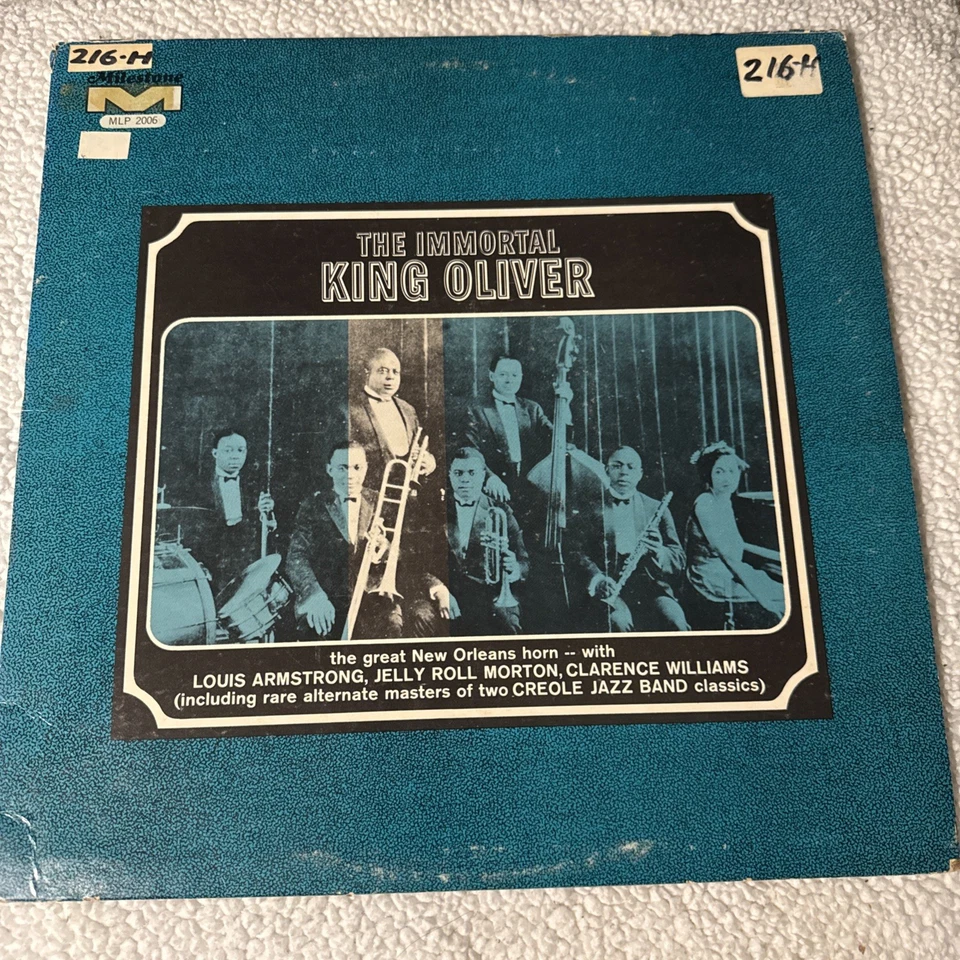 216-H
216-H
Milestone
M
MLP 2006
THE IMMORTAL
KING OLIVER
the great New Orleans horn -- with
LOUIS ARMSTRONG, JELLY ROLL MORTON, CLARENCE WILLIAMS
(including rare alternate masters of two CREOLE JAZZ BAND classics)